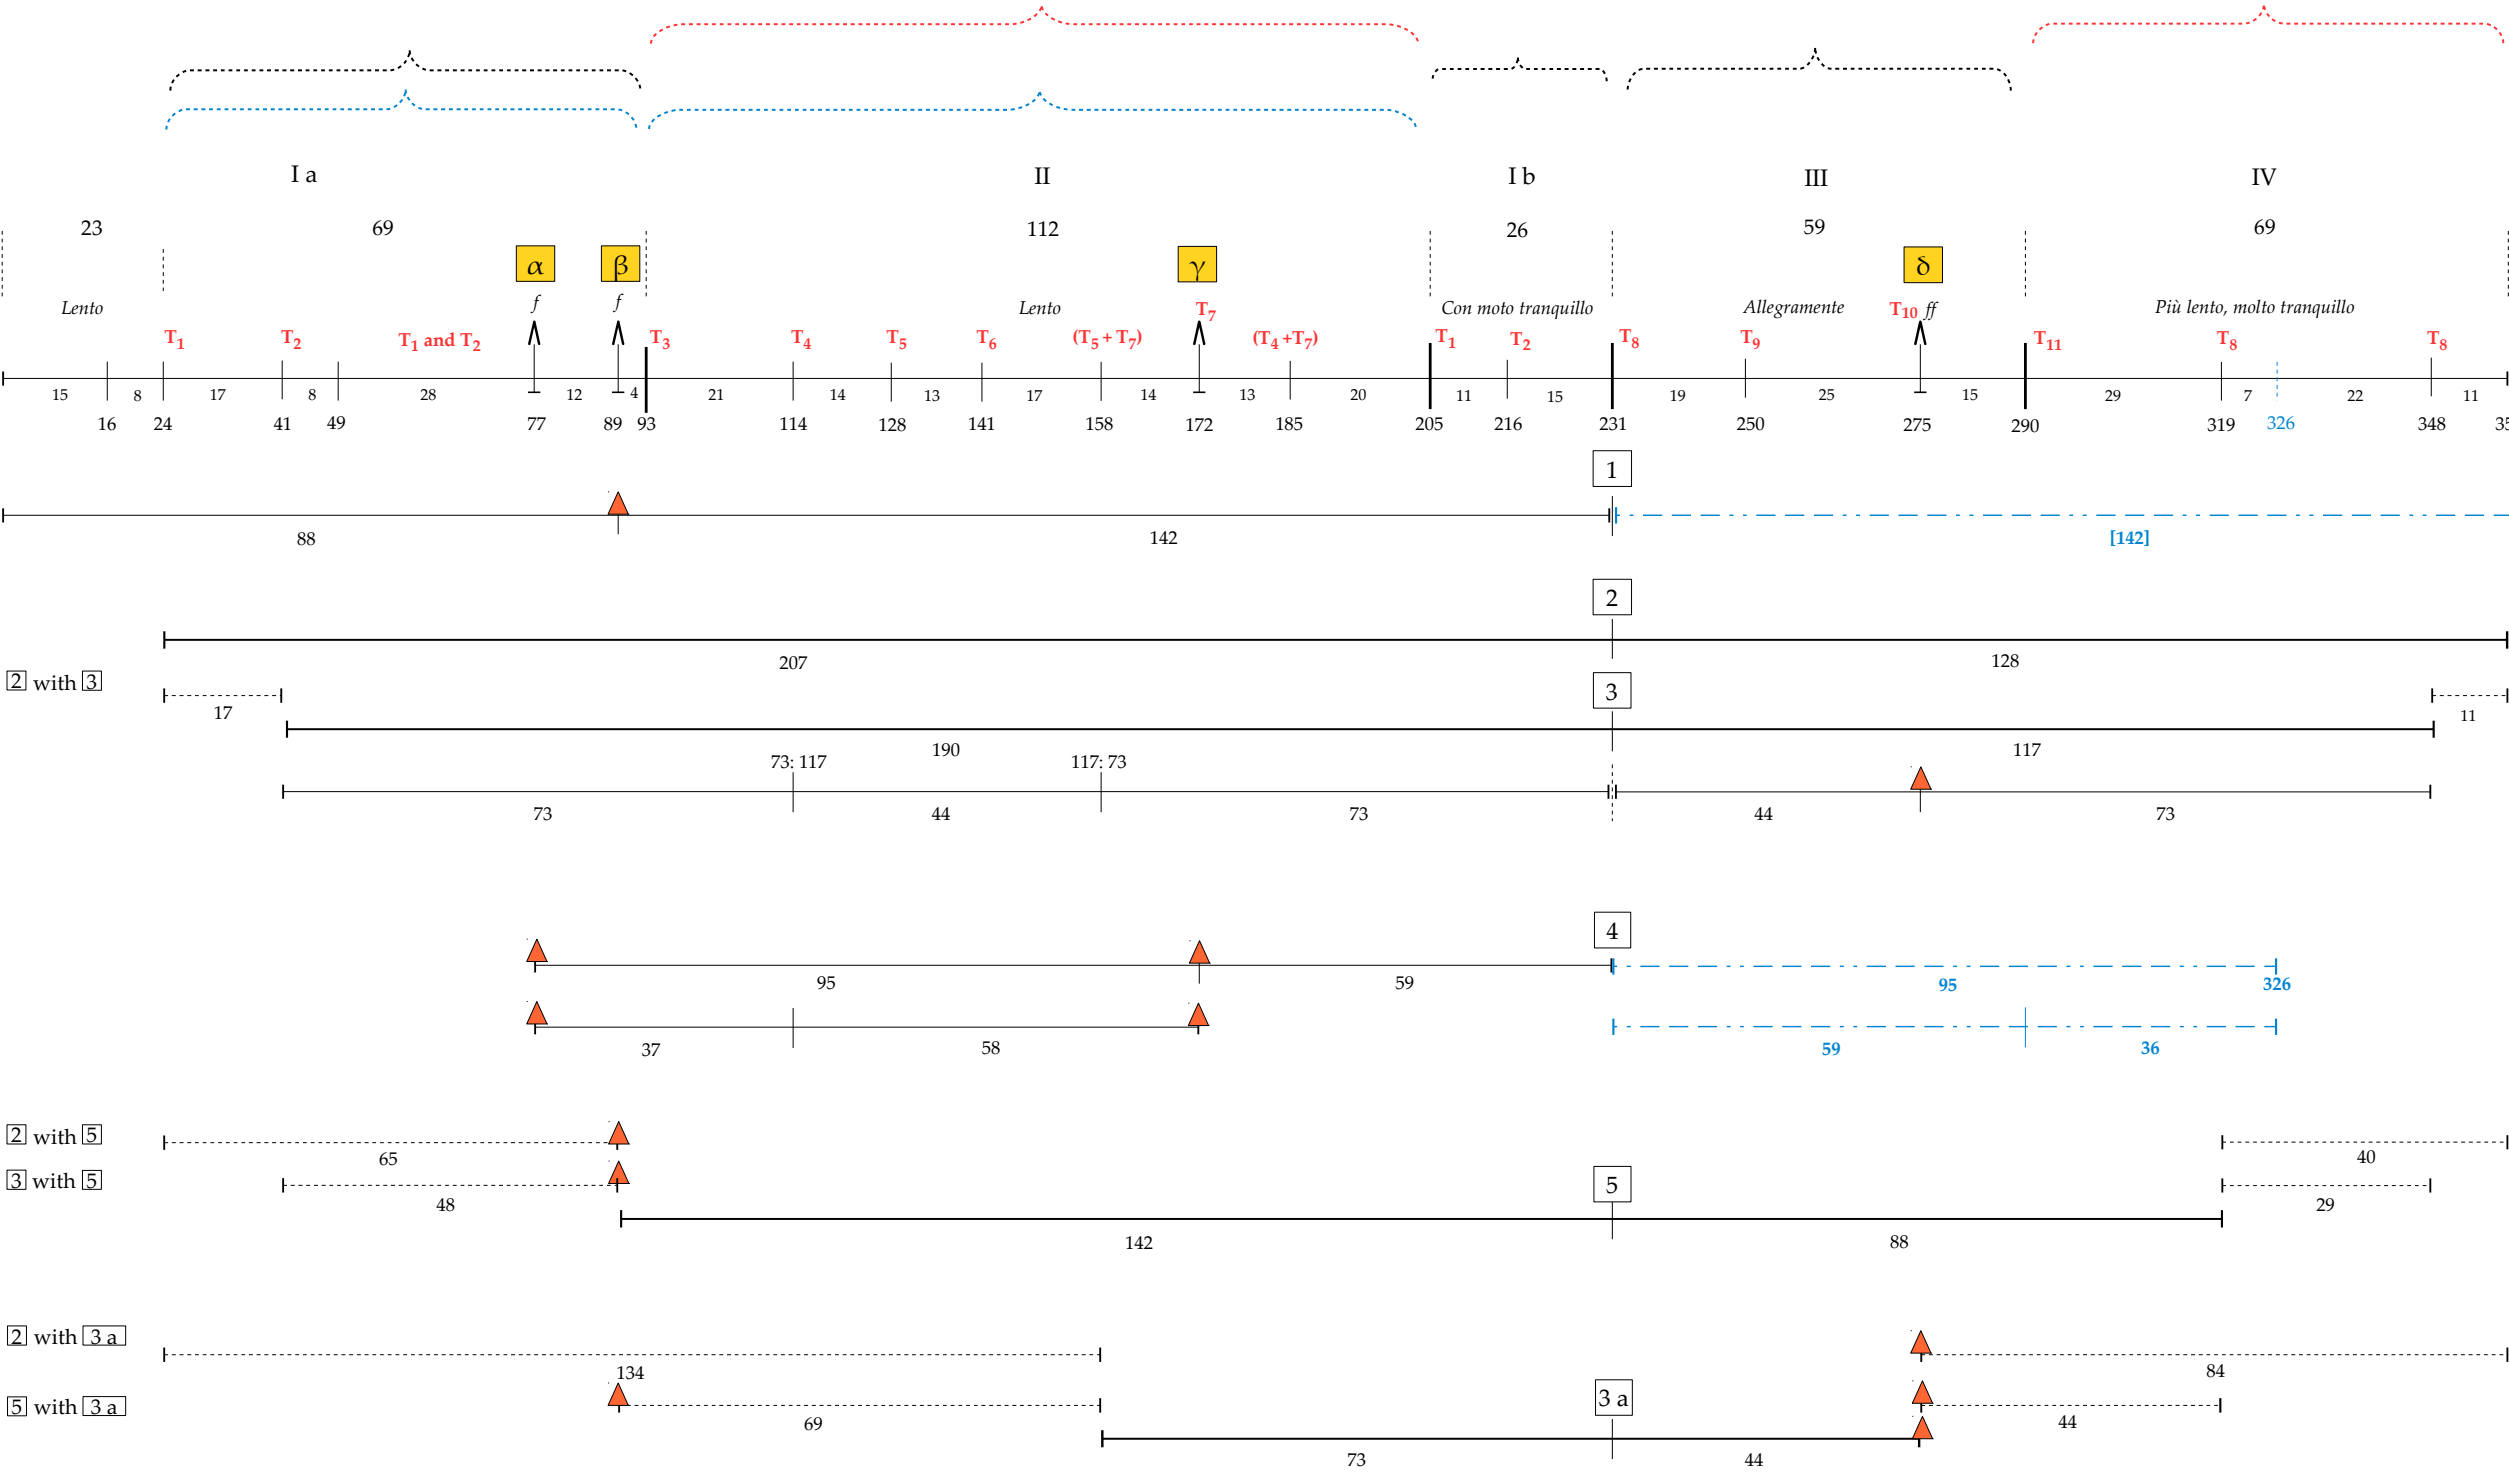 I a II I b III IV
23 69 112 26 59 69
α β γ δ
Lento f f Lento T7 Con moto tranquillo Allegramente T10 ff Più lento, molto tranquillo
T1 T2 T1 and T2 T3 T4 T5 T6 (T5 + T7) (T4 +T7) T1 T2 T8 T9 T11 T8 T8
15 8 17 8 28 12 4 21 14 13 17 14 13 20 11 15 19 25 15 29 7 22 11
16 24 41 49 77 89 93 114 128 141 158 172 185 205 216 231 250 275 290 319 326 348 35
1
88 142 [142]
2
207 128
2 with 3
3
17 11
190 117
73: 117 117: 73
73 44 73 44 73
4
95 59 95 326
37 58 59 36
2 with 5
65 40
3 with 5
5
48 29
142 88
2 with 3 a
134 84
5 with 3 a
3 a
69 44
73 44